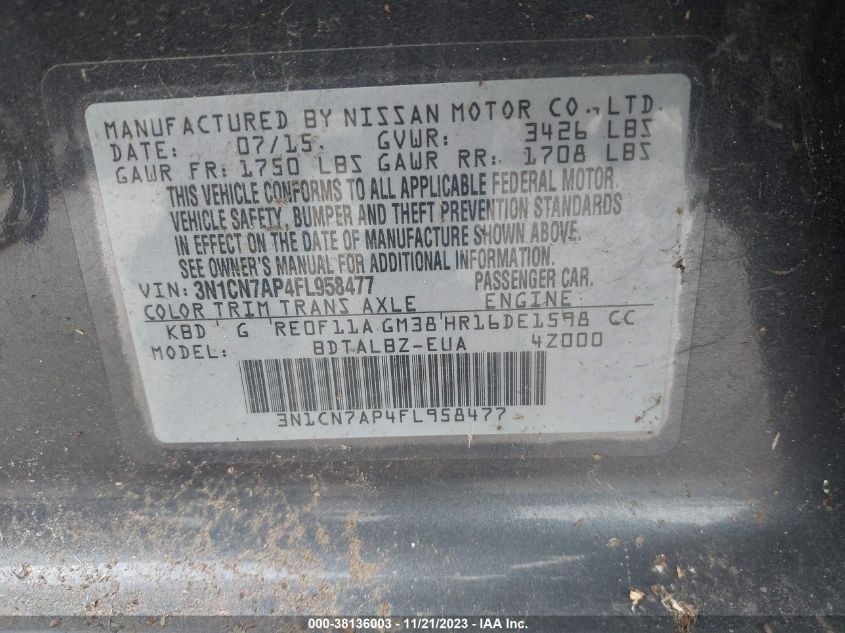 MANUFACTURED BY NISSAN MOTOR CO., LTD.
DATE: 07/15. GVWR: 3426 LBS
GAWR FR: 1750 LBS GAWR RR: 1708 LBS
THIS VEHICLE CONFORMS TO ALL APPLICABLE FEDERAL MOTOR
VEHICLE SAFETY, BUMPER AND THEFT PREVENTION STANDARDS
IN EFFECT ON THE DATE OF MANUFACTURE SHOWN ABOVE.
SEE OWNER'S MANUAL FOR ADDITIONAL INFORMATION.
VIN: 3N1CN7AP4FL958477 PASSENGER CAR.
COLOR TRIM TRANS AXLE ENGINE
KBD G RE0F11A GM38 HR16DE1598 CC
MODEL: BDTALBZ-EUA 4Z000
3N1CN7AP4FL958477
000-38136003 - 11/21/2023 - IAA Inc.